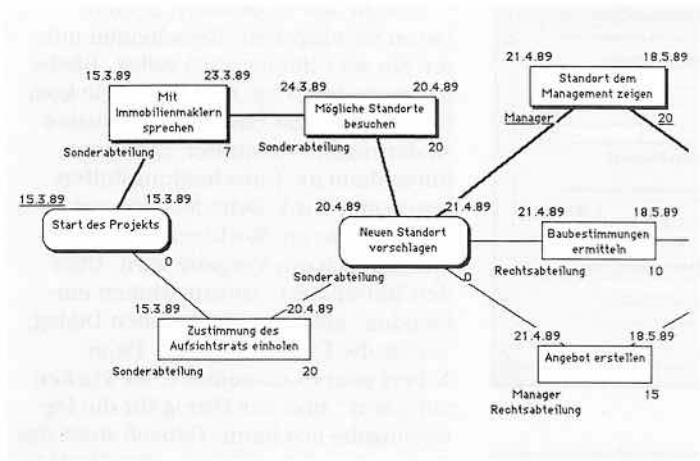 15.3.89 23.3.89
Mit
Immobilienmaklern
sprechen
Sonderabteilung 7
24.3.89 20.4.89
Mögliche Standorte
besuchen
Sonderabteilung 20
21.4.89 18.5.89
Standort dem
Management zeigen
Manager 20
15.3.89 15.3.89
Start des Projekts
0
20.4.89 21.4.89
Neuen Standort
vorschlagen
Sonderabteilung 0
21.4.89 18.5.89
Baubestimmungen
ermitteln
Rechtsabteilung 10
15.3.89 20.4.89
Zustimmung des
Aufsichtsrats einholen
Sonderabteilung 20
21.4.89 18.5.89
Angebot erstellen
Manager 15
Rechtsabteilung